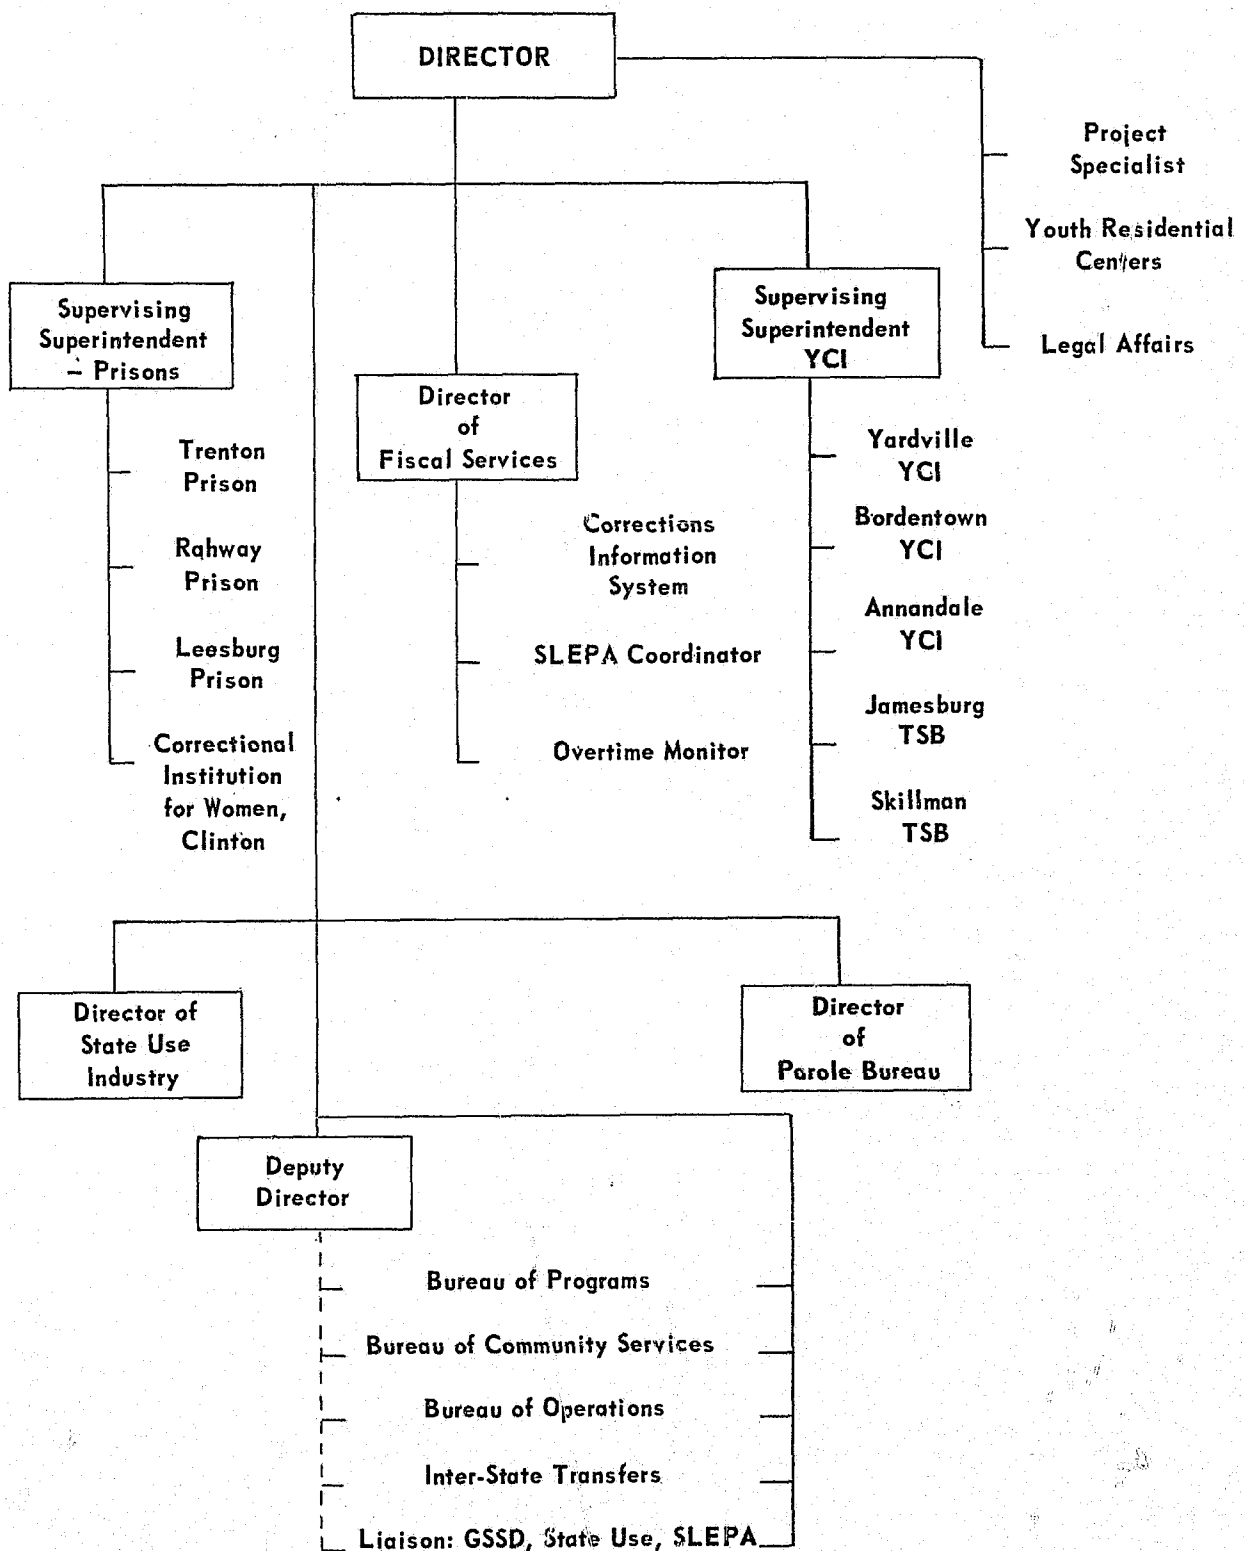 DIRECTOR
Project
Specialist
Youth Residential
Centers
Legal Affairs
Supervising
Superintendent
- Prisons
Trenton
Prison
Rahway
Prison
Leesburg
Prison
Correctional
Institution
for Women,
Clinton
Director
of
Fiscal Services
Corrections
Information
System
SLEPA Coordinator
Overtime Monitor
Supervising
Superintendent
YCI
Yardville
YCI
Bordentown
YCI
Annandale
YCI
Jamesburg
TSB
Skillman
TSB
Director of
State Use
Industry
Director
of
Parole Bureau
Deputy
Director
Bureau of Programs
Bureau of Community Services
Bureau of Operations
Inter-State Transfers
Liaison: GSSD, State Use, SLEPA